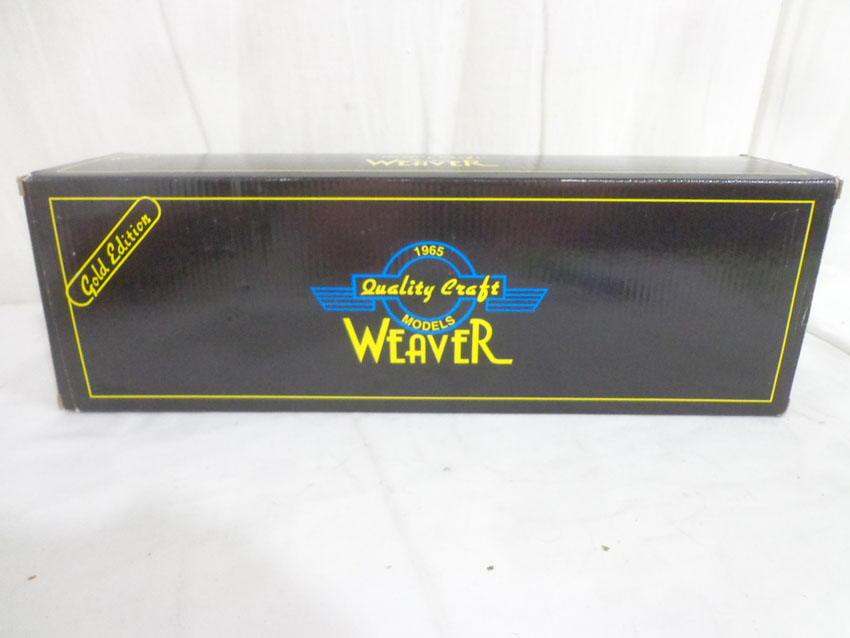 WEAVER
Gold Edition
1965
Quality Craft
MODELS
WEAVER